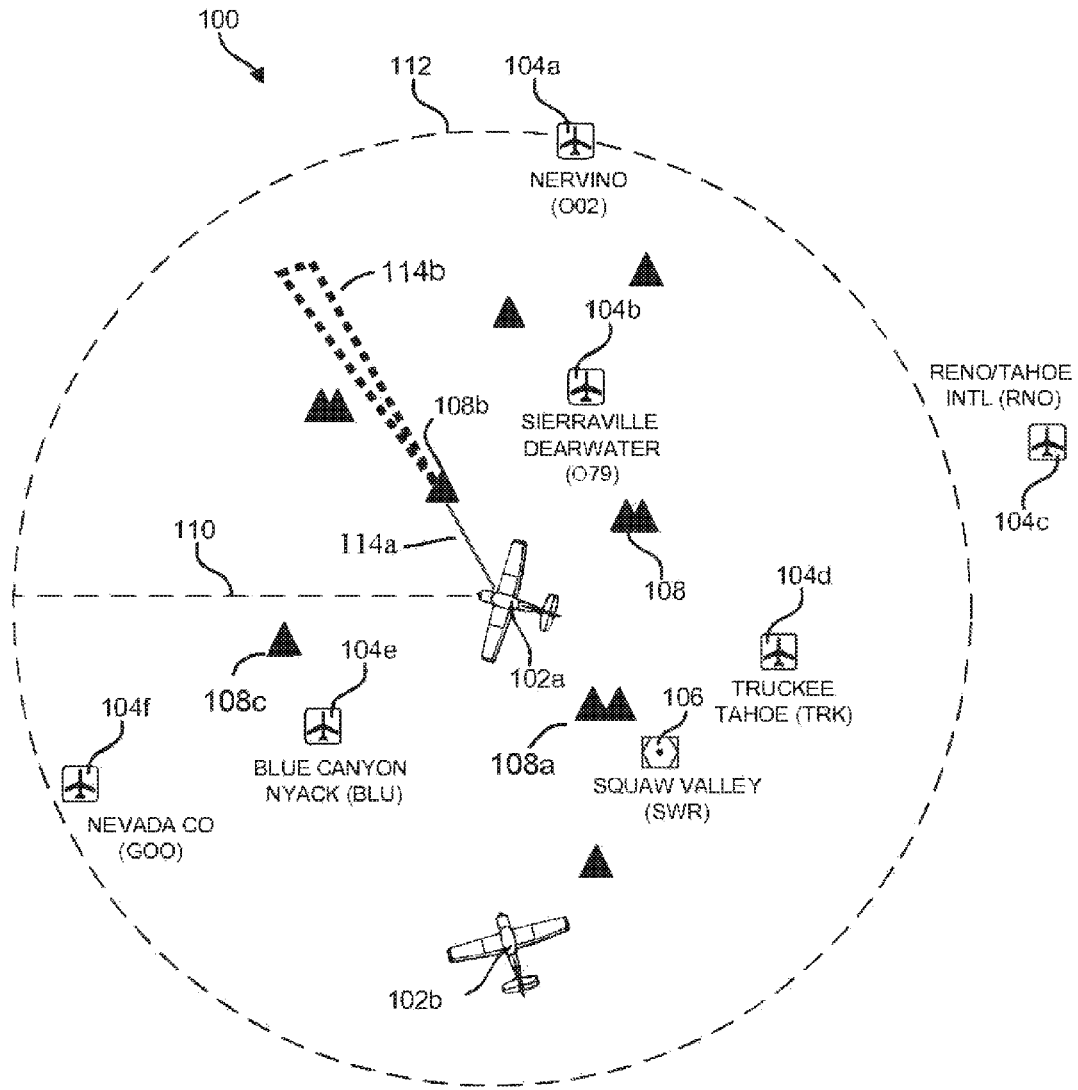 100
112
104a
NERVINO
(O02)
114b
104b
SIERRAVILLE
DEARWATER
(O79)
RENO/TAHOE
INTL (RNO)
104c
108b
110
114a
108
104d
TRUCKEE
TAHOE (TRK)
102a
108c
104e
BLUE CANYON
NYACK (BLU)
104f
NEVADA CO
(GOO)
108a
106
SQUAW VALLEY
(SWR)
102b